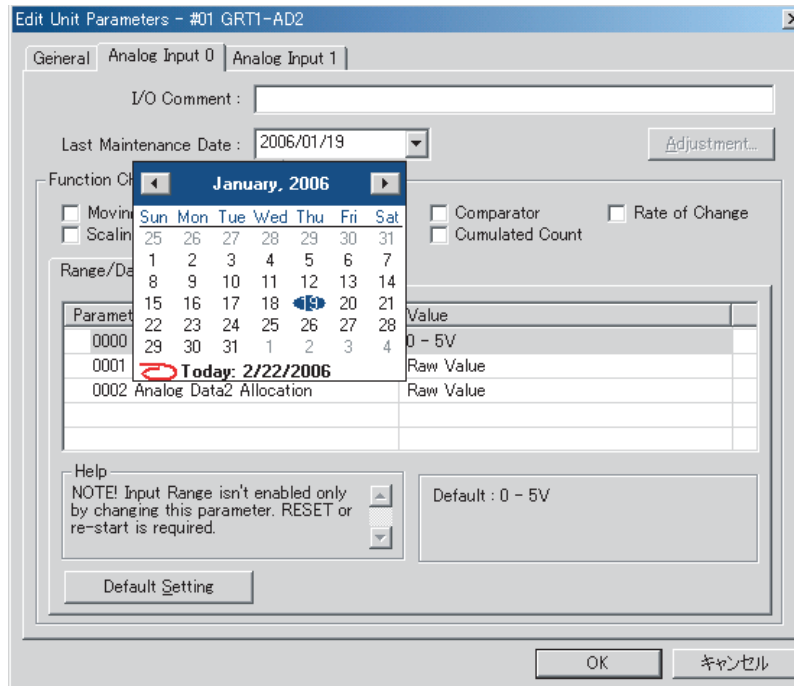 Edit Unit Parameters - #01 GRT1-AD2
General Analog Input 0 Analog Input 1
I/O Comment :
Last Maintenance Date : 2006/01/19 Adjustment...
Function
January, 2006
Comparator Rate of Change
Cumulated Count
Sun Mon Tue Wed Thu Fri Sat
25 26 27 28 29 30 31
1 2 3 4 5 6 7
8 9 10 11 12 13 14
15 16 17 18 19 20 21
22 23 24 25 26 27 28
29 30 31 1 2 3 4
Today: 2/22/2006
Value
0000 0 - 5V
0001 Raw Value
0002 Analog Data2 Allocation Raw Value
Help
NOTE! Input Range isn't enabled only
by changing this parameter. RESET or
re-start is required.
Default : 0 - 5V
Default Setting
OK キャンセル